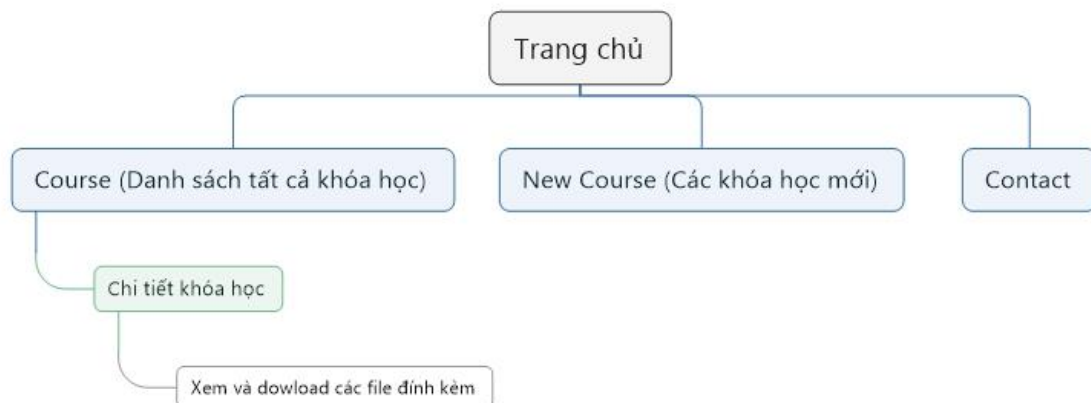 Trang chủ
Course (Danh sách tất cả khóa học)
New Course (Các khóa học mới)
Contact
Chi tiết khóa học
Xem và dowload các file đính kèm